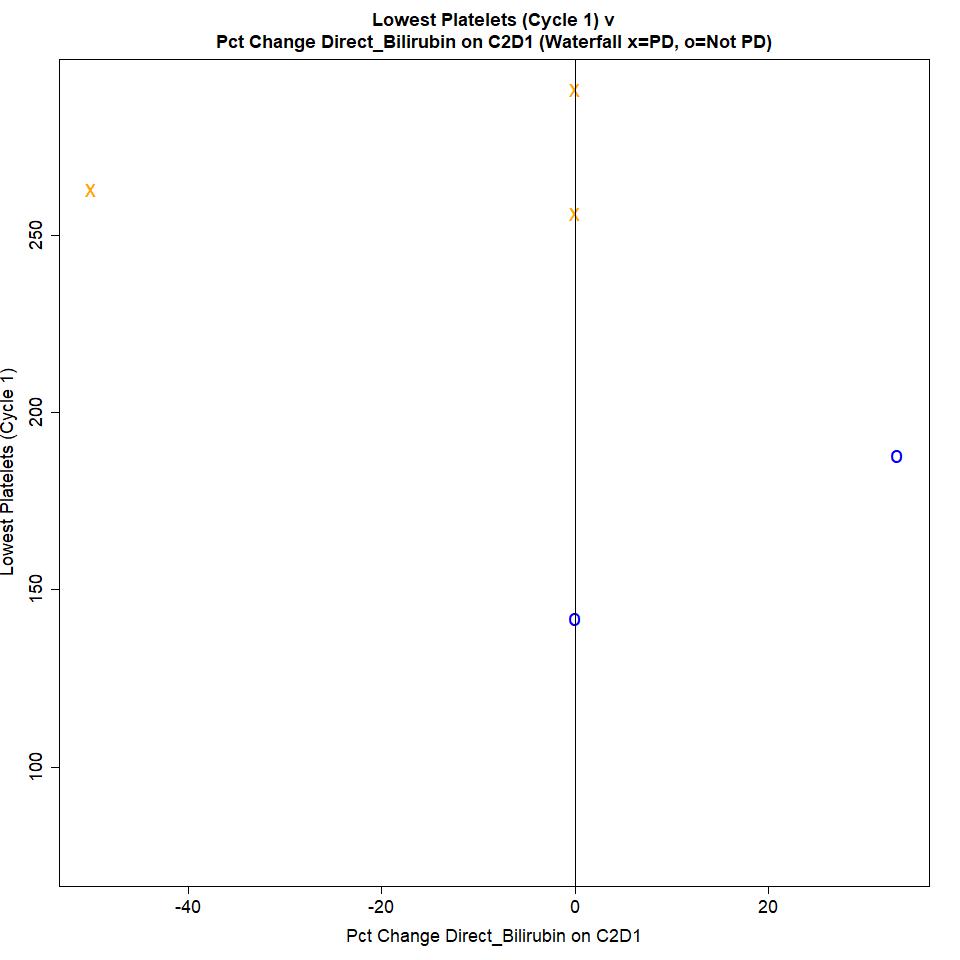 Lowest Platelets (Cycle 1) v
Pct Change Direct_Bilirubin on C2D1 (Waterfall x=PD, o=Not PD)
X
X
X
250
Lowest Platelets (Cycle 1)
200
O
150
O
100
-40 -20 0 20
Pct Change Direct_Bilirubin on C2D1